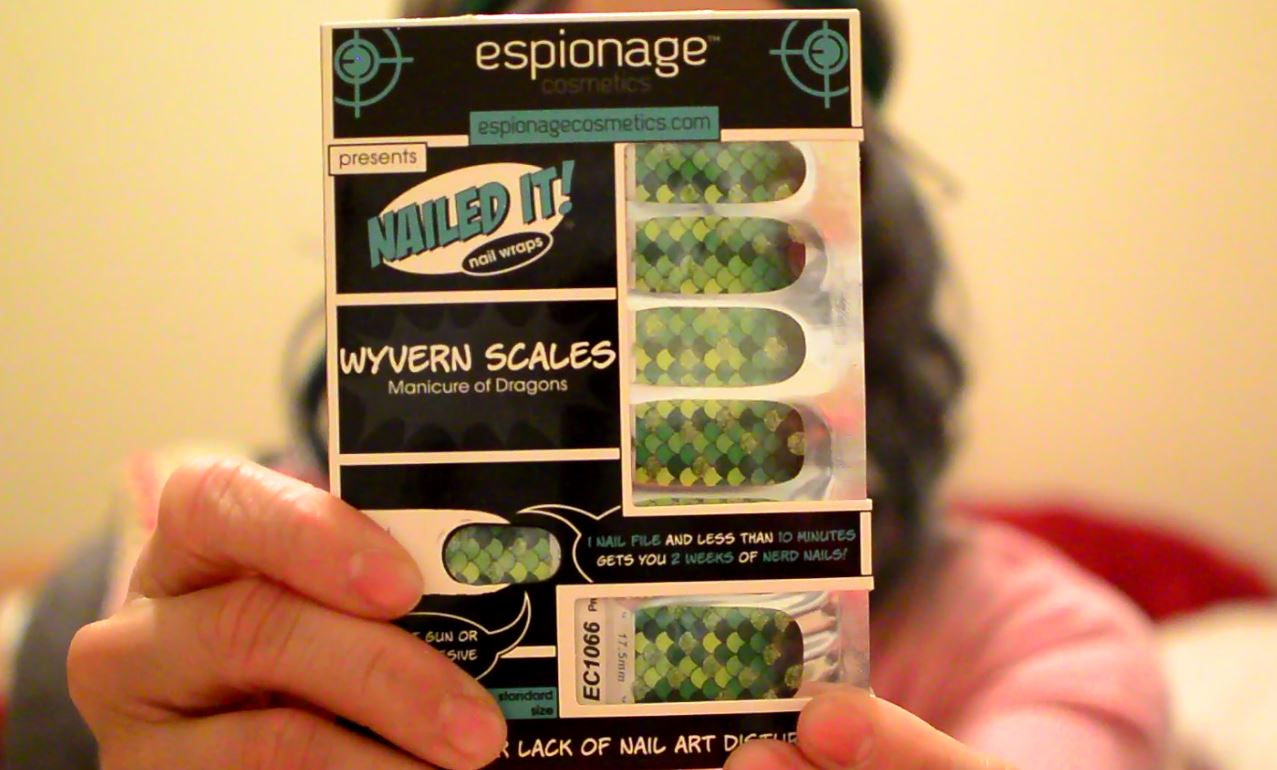 espionage™
cosmetics
espionagecosmetics.com
presents
NAILED IT!
nail wraps
WYVERN SCALES
Manicure of Dragons
1 NAIL FILE AND LESS THAN 10 MINUTES
GETS YOU 2 WEEKS OF NERD NAILS!
GUN OR
EC1066
17.5mm
standard
size
LACK OF NAIL ART